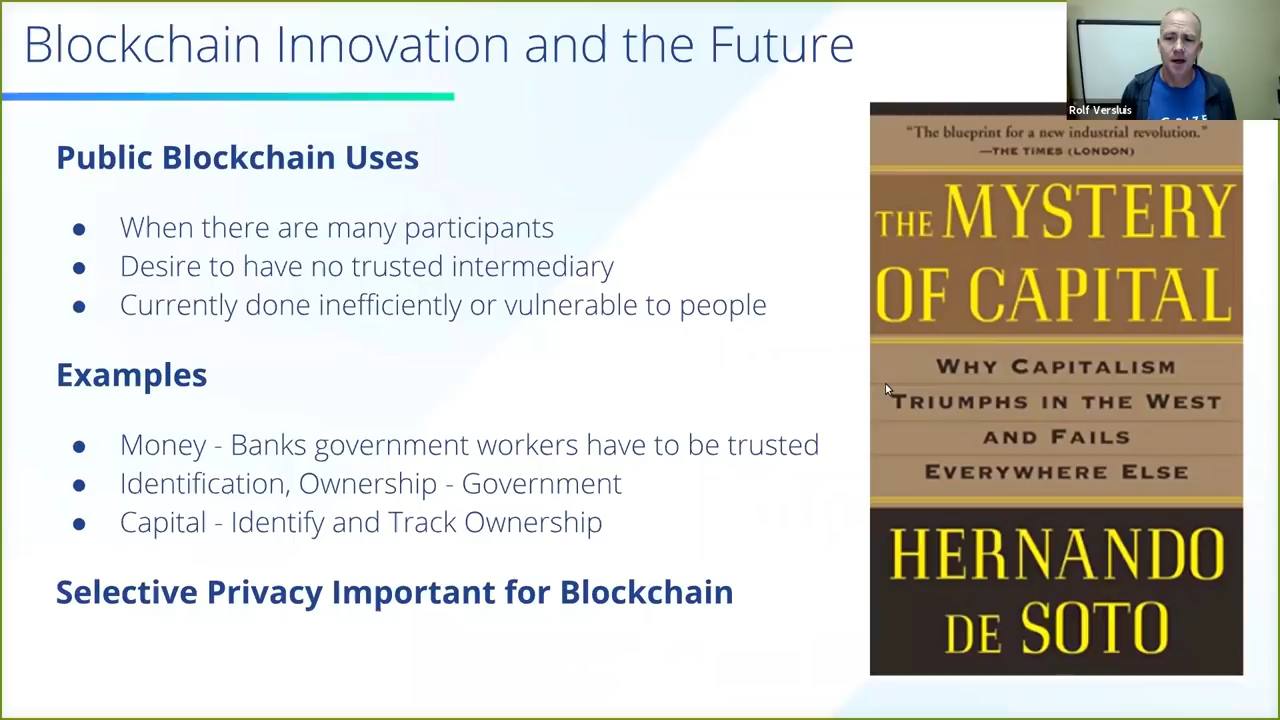 Blockchain Innovation and the Future
Rolf Versluis
Public Blockchain Uses
● When there are many participants
● Desire to have no trusted intermediary
● Currently done inefficiently or vulnerable to people
Examples
● Money - Banks government workers have to be trusted
● Identification, Ownership - Government
● Capital - Identify and Track Ownership
Selective Privacy Important for Blockchain
“The blueprint for a new industrial revolution.”
—THE TIMES (LONDON)
THE MYSTERY
OF CAPITAL
WHY CAPITALISM
TRIUMPHS IN THE WEST
AND FAILS
EVERYWHERE ELSE
HERNANDO
DE SOTO